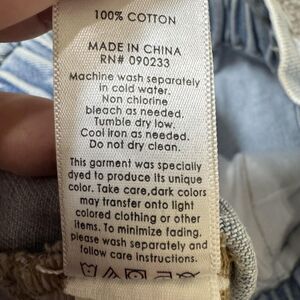 100% COTTON
MADE IN CHINA
RN# 090233
Machine wash separately
in cold water.
Non chlorine
bleach as needed.
Tumble dry low.
Cool iron as needed.
Do not dry clean.
This garment was specially
dyed to produce its unique
color. Take care,dark colors
may transfer onto light
colored clothing or other
items. To minimize fading.
please wash separately and
follow care instructions.